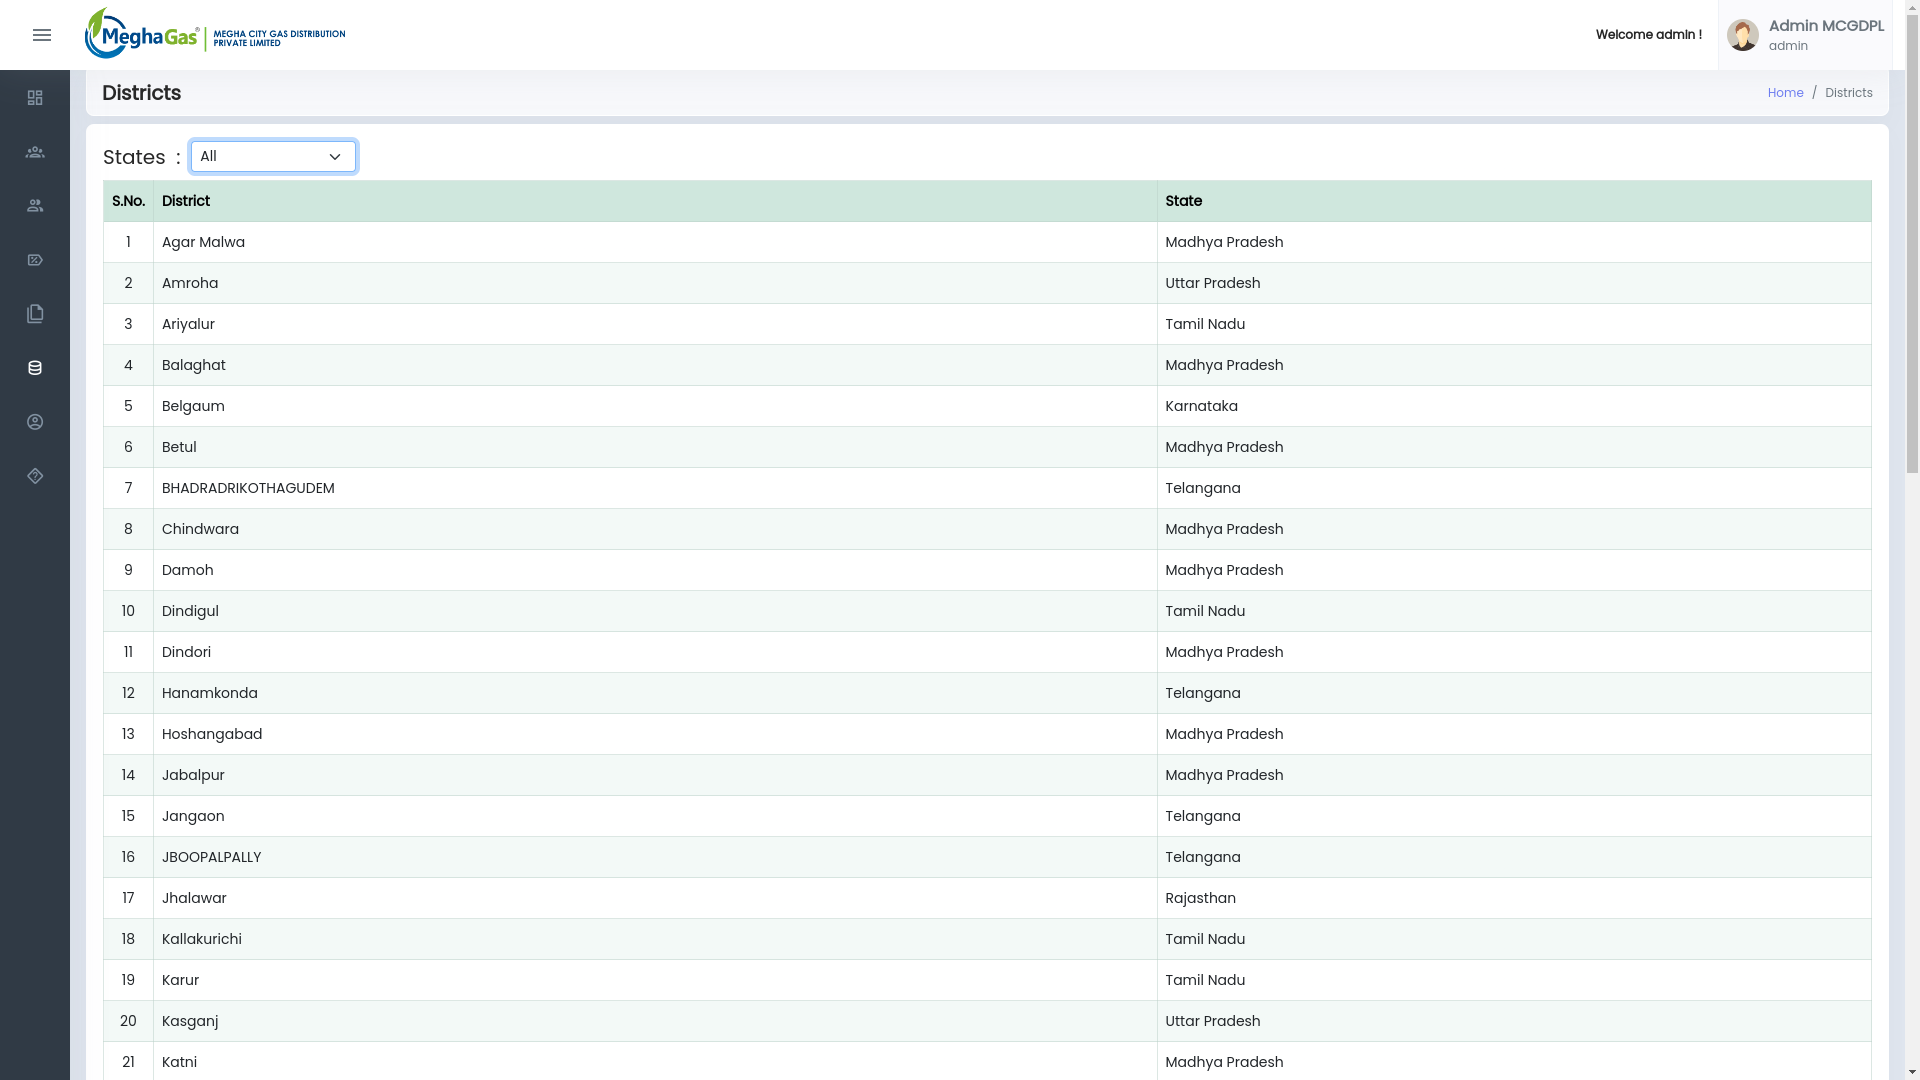 MeghaGas® MEGHA CITY GAS DISTRIBUTION
PRIVATE LIMITED
Welcome admin !
Admin MCGDPL
admin
Districts
Home / Districts
States : All
S.No. District State
1 Agar Malwa Madhya Pradesh
2 Amroha Uttar Pradesh
3 Ariyalur Tamil Nadu
4 Balaghat Madhya Pradesh
5 Belgaum Karnataka
6 Betul Madhya Pradesh
7 BHADRADRIKOTHAGUDEM Telangana
8 Chindwara Madhya Pradesh
9 Damoh Madhya Pradesh
10 Dindigul Tamil Nadu
11 Dindori Madhya Pradesh
12 Hanamkonda Telangana
13 Hoshangabad Madhya Pradesh
14 Jabalpur Madhya Pradesh
15 Jangaon Telangana
16 JBOOPALPALLY Telangana
17 Jhalawar Rajasthan
18 Kallakurichi Tamil Nadu
19 Karur Tamil Nadu
20 Kasganj Uttar Pradesh
21 Katni Madhya Pradesh